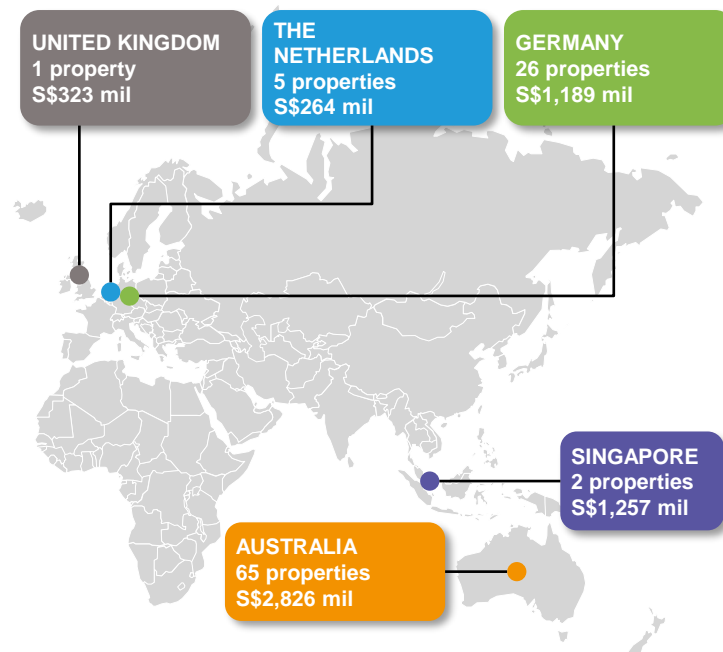 UNITED KINGDOM
1 property
S$323 mil
THE
NETHERLANDS
5 properties
S$264 mil
GERMANY
26 properties
S$1,189 mil
SINGAPORE
2 properties
S$1,257 mil
AUSTRALIA
65 properties
S$2,826 mil